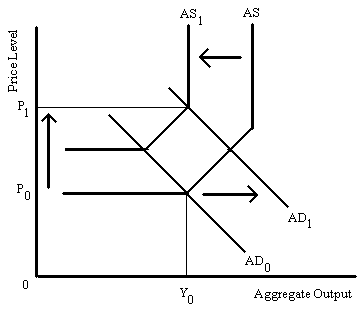 AS1 AS
Price Level
P1
P0
AD1
AD0
0
Y0 Aggregate Output